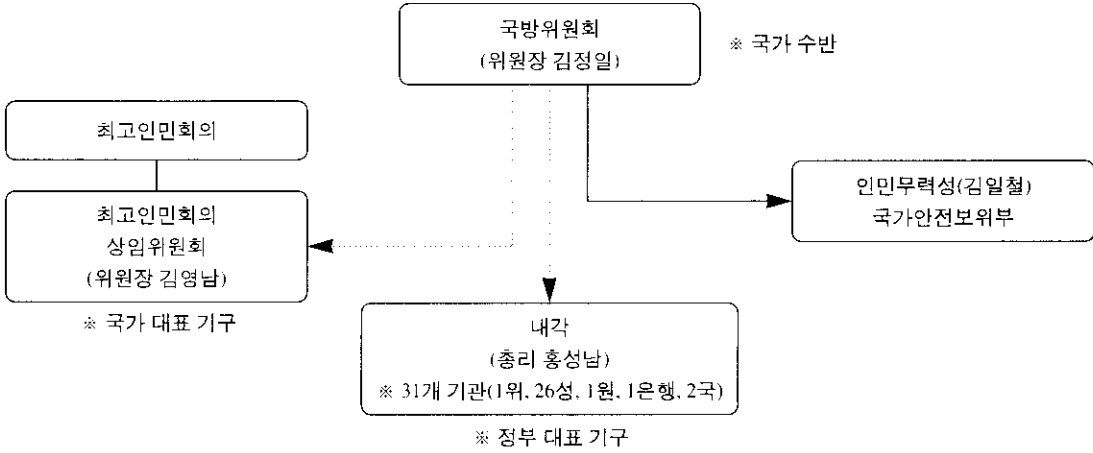 국방위원회
(위원장 김정일)
※ 국가 수반
최고인민회의
최고인민회의
상임위원회
(위원장 김영남)
※ 국가 대표 기구
인민무력성(김일철)
국가안전보위부
내각
(총리 홍성남)
※ 31개 기관(1위, 26성, 1원, 1은행, 2국)
※ 정부 대표 기구